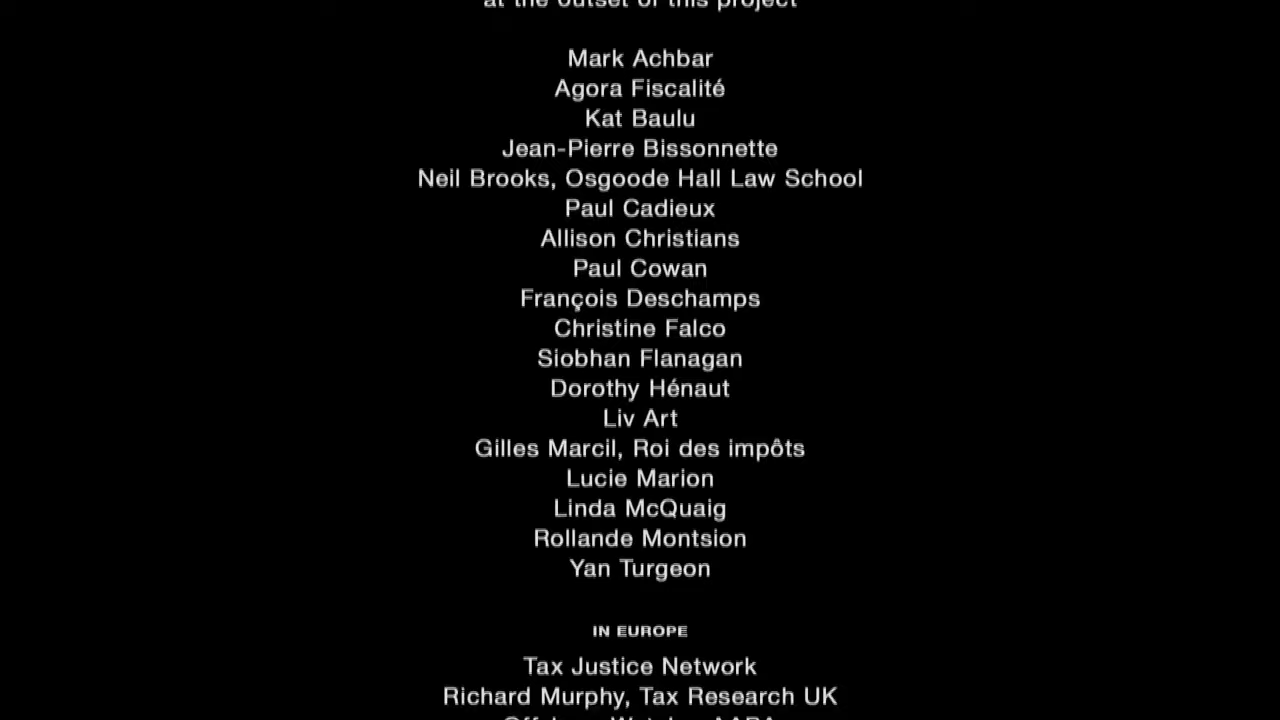 at the outset of this project
Mark Achbar
Agora Fiscalité
Kat Baulu
Jean-Pierre Bissonnette
Neil Brooks, Osgoode Hall Law School
Paul Cadieux
Allison Christians
Paul Cowan
François Deschamps
Christine Falco
Siobhan Flanagan
Dorothy Hénaut
Liv Art
Gilles Marcil, Roi des impôts
Lucie Marion
Linda McQuaig
Rollande Montsion
Yan Turgeon
IN EUROPE
Tax Justice Network
Richard Murphy, Tax Research UK